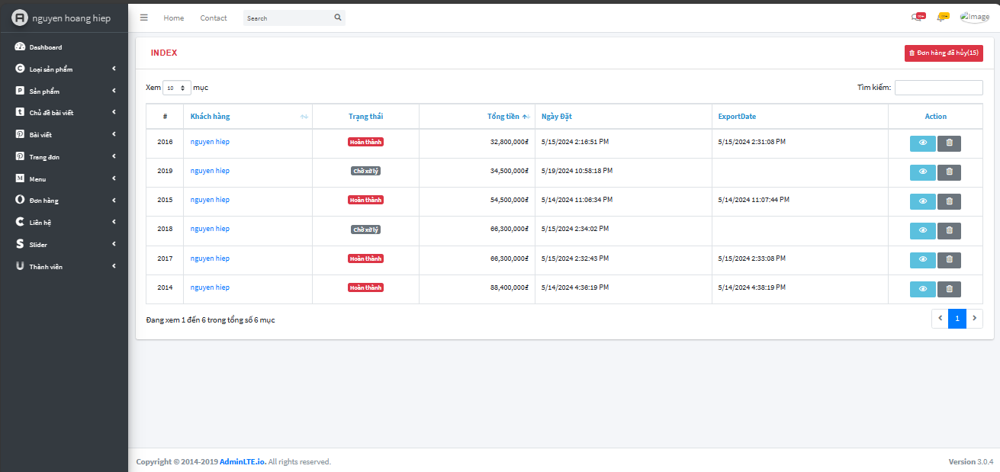 nguyen hoang hiep
Home Contact Search
Dashboard
Loại sản phẩm
Sản phẩm
Chủ đề bài viết
Bài viết
Trang đơn
Menu
Đơn hàng
Liên hệ
Slider
Thành viên
99+ 99+ Image
INDEX
Đơn hàng đã hủy(15)
Xem 10 mục
Tìm kiếm:
# Khách hàng Trạng thái Tổng tiền Ngày Đặt ExportDate Action
2016 nguyen hiep Hoàn thành 32,800,000₫ 5/15/2024 2:16:51 PM 5/15/2024 2:31:08 PM
2019 nguyen hiep Chờ xử lý 34,500,000₫ 5/19/2024 10:58:18 PM
2015 nguyen hiep Hoàn thành 54,500,000₫ 5/14/2024 11:06:34 PM 5/14/2024 11:07:44 PM
2018 nguyen hiep Chờ xử lý 66,300,000₫ 5/15/2024 2:34:02 PM
2017 nguyen hiep Hoàn thành 66,300,000₫ 5/15/2024 2:32:43 PM 5/15/2024 2:33:08 PM
2014 nguyen hiep Hoàn thành 88,400,000₫ 5/14/2024 4:36:19 PM 5/14/2024 4:38:19 PM
Đang xem 1 đến 6 trong tổng số 6 mục
1
Copyright © 2014-2019 AdminLTE.io. All rights reserved.
Version 3.0.4